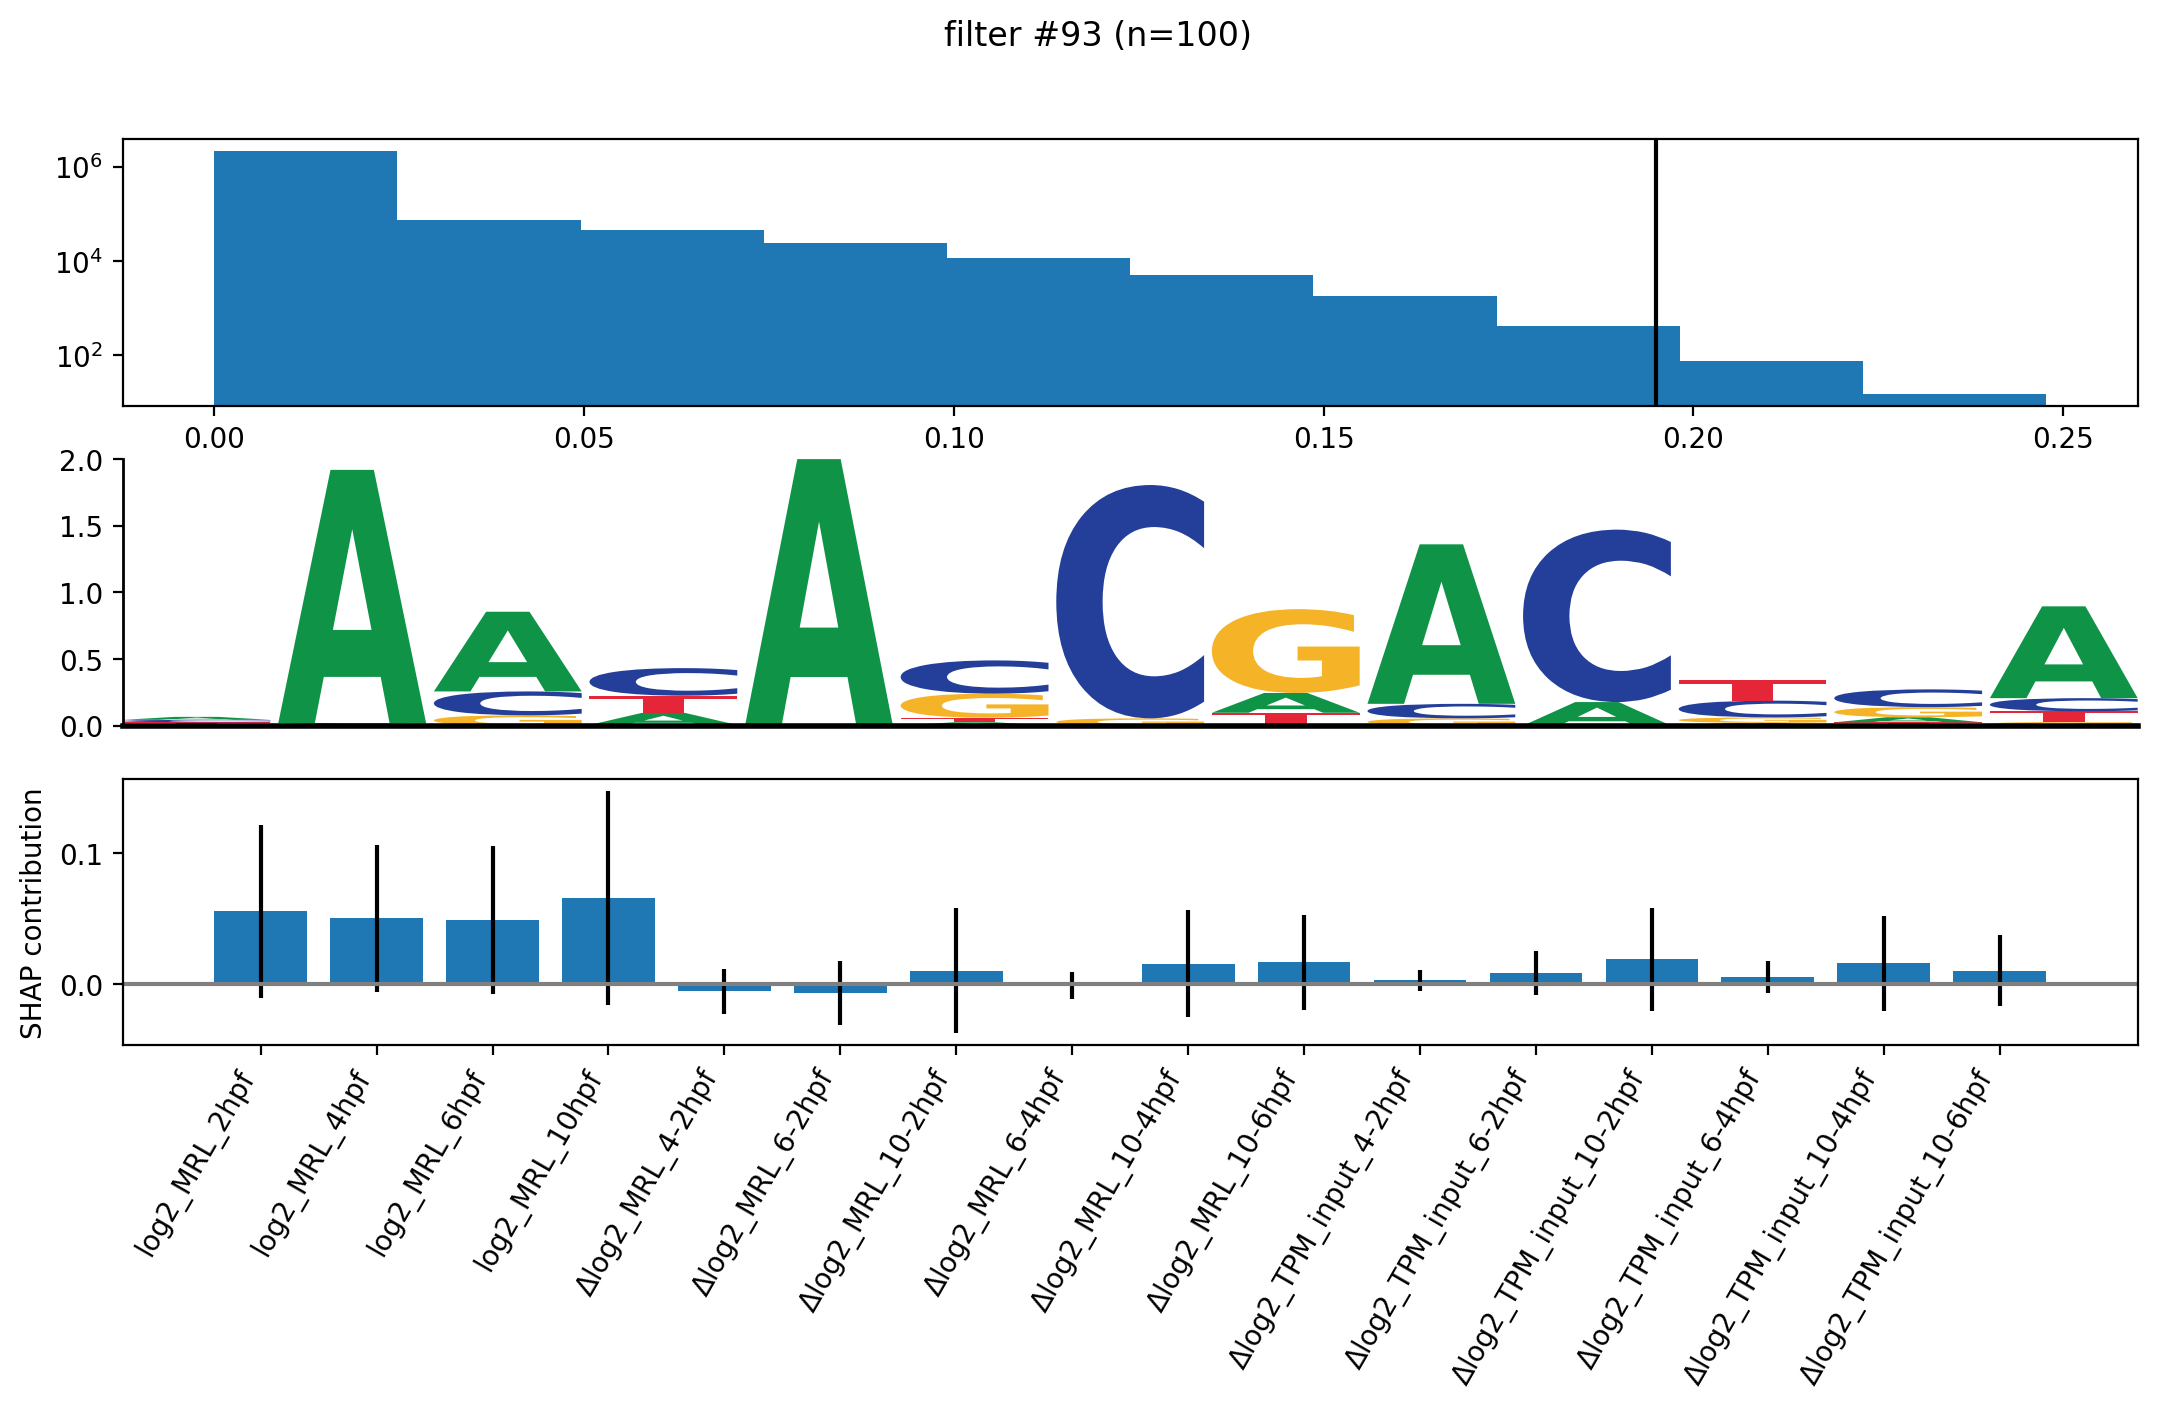 filter #93 (n=100)
10^6
10^4
10^2
0.00 0.05 0.10 0.15 0.20 0.25
2.0
1.5
1.0
0.5
0.0
SHAP contribution
0.1
0.0
log2_MRL_2hpf
log2_MRL_4hpf
log2_MRL_6hpf
log2_MRL_10hpf
Δlog2_MRL_4-2hpf
Δlog2_MRL_6-2hpf
Δlog2_MRL_10-2hpf
Δlog2_MRL_6-4hpf
Δlog2_MRL_10-4hpf
Δlog2_MRL_10-6hpf
Δlog2_TPM_input_4-2hpf
Δlog2_TPM_input_6-2hpf
Δlog2_TPM_input_10-2hpf
Δlog2_TPM_input_6-4hpf
Δlog2_TPM_input_10-4hpf
Δlog2_TPM_input_10-6hpf